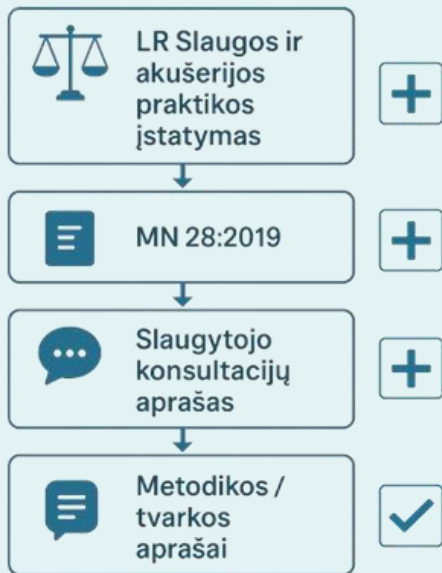 LR Slaugos ir
akušerijos
praktikos
įstatymas
MN 28:2019
Slaugytojo
konsultacijų
aprašas
Metodikos /
tvarkos
aprašai